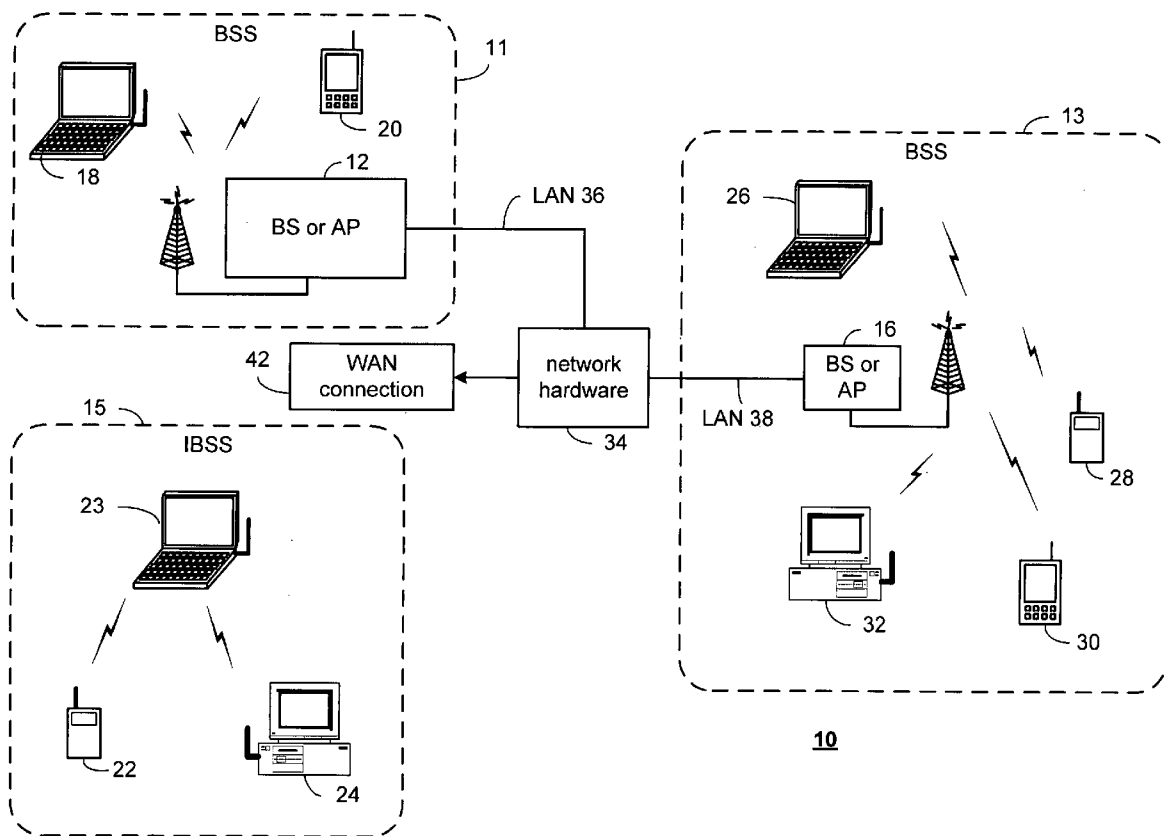 BSS
11
20
18
12
BS or AP
LAN 36
13
BSS
26
16
BS or
AP
network
hardware
34
LAN 38
42
WAN
connection
28
32
30
15
IBSS
23
22
24
10